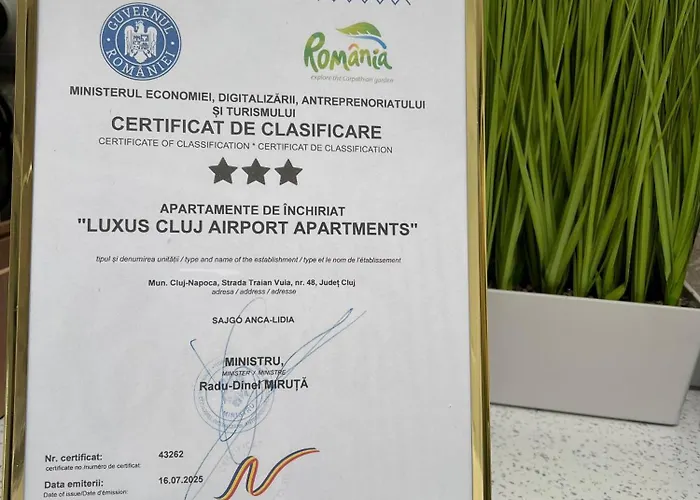 GUVERNUL
ROMÂNIEI
România
explore the Carpathian garden
MINISTERUL ECONOMIEI, DIGITALIZĂRII, ANTREPRENORIATULUI
ȘI TURISMULUI
CERTIFICAT DE CLASIFICARE
CERTIFICATE OF CLASSIFICATION * CERTIFICAT DE CLASSIFICATION
APARTAMENTE DE ÎNCHIRIAT
"LUXUS CLUJ AIRPORT APARTMENTS"
tipul și denumirea unității / type and name of the establishment / type et le nom de l'établissement
Mun. Cluj-Napoca, Strada Traian Vuia, nr. 48, Județ Cluj
adresa / address / adresse
SAJGÓ ANCA-LIDIA
MINISTRU,
MINISTER / MINISTRE
Radu-Dinel MIRUȚĂ
Nr. certificat: 43262
certificate no./numéro de certificat:
Data emiterii: 16.07.2025
Date of issue/Date d'émission: